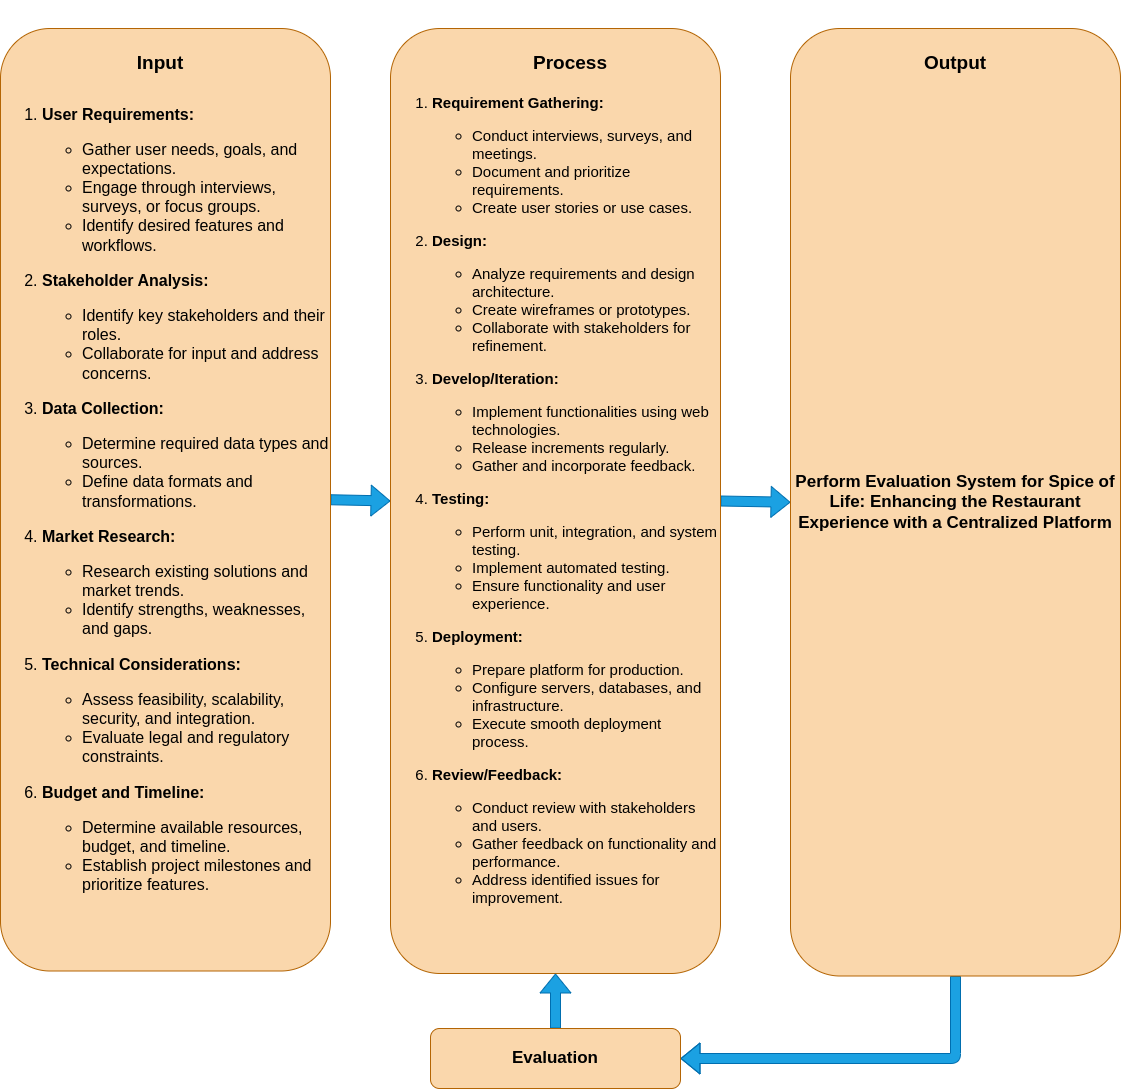 Input
1. User Requirements:
Gather user needs, goals, and
expectations.
Engage through interviews,
surveys, or focus groups.
Identify desired features and
workflows.
2. Stakeholder Analysis:
Identify key stakeholders and their
roles.
Collaborate for input and address
concerns.
3. Data Collection:
Determine required data types and
sources.
Define data formats and
transformations.
4. Market Research:
Research existing solutions and
market trends.
Identify strengths, weaknesses,
and gaps.
5. Technical Considerations:
Assess feasibility, scalability,
security, and integration.
Evaluate legal and regulatory
constraints.
6. Budget and Timeline:
Determine available resources,
budget, and timeline.
Establish project milestones and
prioritize features.
Process
1. Requirement Gathering:
Conduct interviews, surveys, and
meetings.
Document and prioritize
requirements.
Create user stories or use cases.
2. Design:
Analyze requirements and design
architecture.
Create wireframes or prototypes.
Collaborate with stakeholders for
refinement.
3. Develop/Iteration:
Implement functionalities using web
technologies.
Release increments regularly.
Gather and incorporate feedback.
4. Testing:
Perform unit, integration, and system
testing.
Implement automated testing.
Ensure functionality and user
experience.
5. Deployment:
Prepare platform for production.
Configure servers, databases, and
infrastructure.
Execute smooth deployment
process.
6. Review/Feedback:
Conduct review with stakeholders
and users.
Gather feedback on functionality and
performance.
Address identified issues for
improvement.
Output
Perform Evaluation System for Spice of
Life: Enhancing the Restaurant
Experience with a Centralized Platform
Evaluation